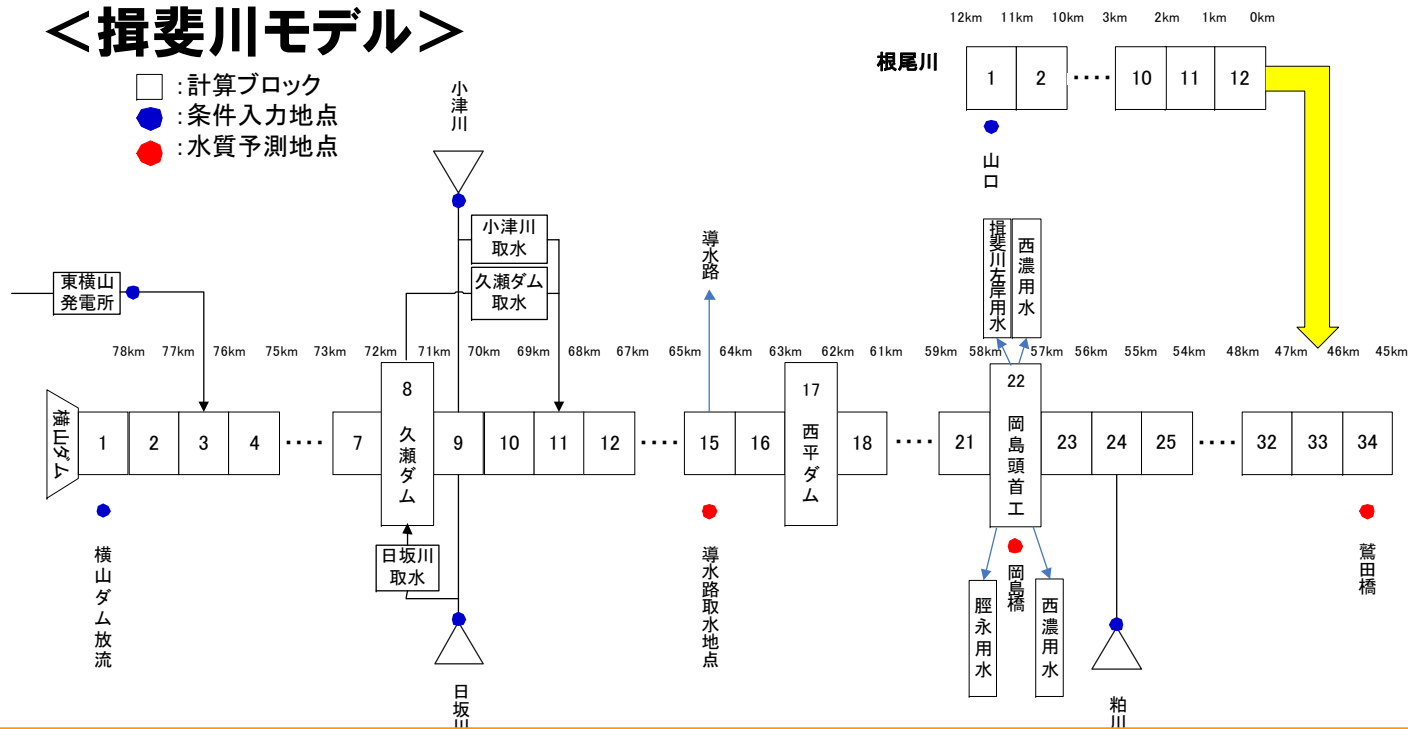 ＜揖斐川モデル＞
:計算ブロック
:条件入力地点
:水質予測地点
12km 11km 10km 3km 2km 1km 0km
根尾川
1 2 ････ 10 11 12
山口
小津川
小津川
取水
久瀬ダム
取水
東横山
発電所
導水路
揖斐川左岸用水
西濃用水
78km 77km 76km 75km 73km 72km 71km 70km 69km 68km 67km 65km 64km 63km 62km 61km 59km 58km 57km 56km 55km 54km 48km 47km 46km 45km
横山ダム
1 2 3 4 ････ 7 8 久瀬ダム 9 10 11 12 ････ 15 16 17 西平ダム 18 ････ 21 22 岡島頭首工 23 24 25 ････ 32 33 34
横山ダム放流
日坂川
取水
日坂川
導水路取水地点
岡島橋
脛永用水
西濃用水
粕川
鷲田橋